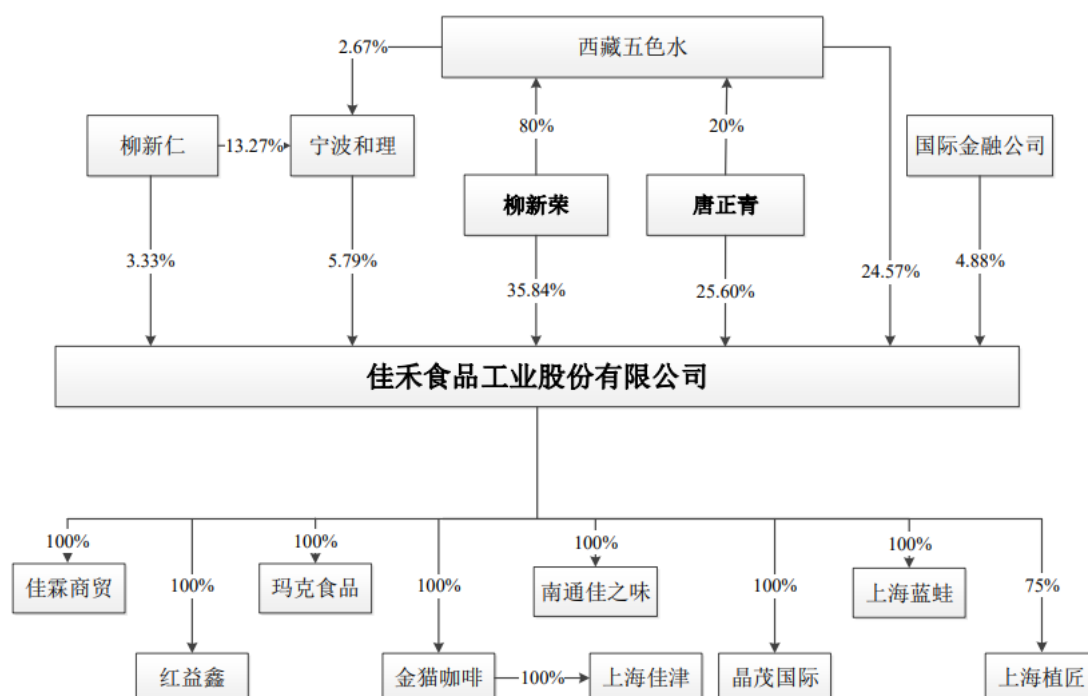 西藏五色水
2.67%
柳新仁
13.27%
宁波和理
80%
20%
国际金融公司
柳新荣
唐正青
3.33%
5.79%
35.84%
25.60%
24.57%
4.88%
佳禾食品工业股份有限公司
100%
100%
100%
100%
佳霖商贸
玛克食品
南通佳之味
上海蓝蛙
100%
100%
100%
75%
红益鑫
金猫咖啡
100%
上海佳津
晶茂国际
上海植匠